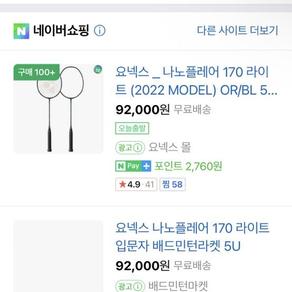 N 네이버쇼핑 ⓘ
다른 사이트 더보기
구매 100+
요넥스 _ 나노플레어 170 라이
트 (2022 MODEL) OR/BL 5...
92,000원 무료배송
오늘출발
광고 ⓘ 요넥스 몰
N Pay + 포인트 2,760원
★4.9 · 41 찜 58
요넥스 나노플레어 170 라이트
입문자 배드민턴라켓 5U
92,000원 무료배송
광고 ⓘ 배드민턴마켓